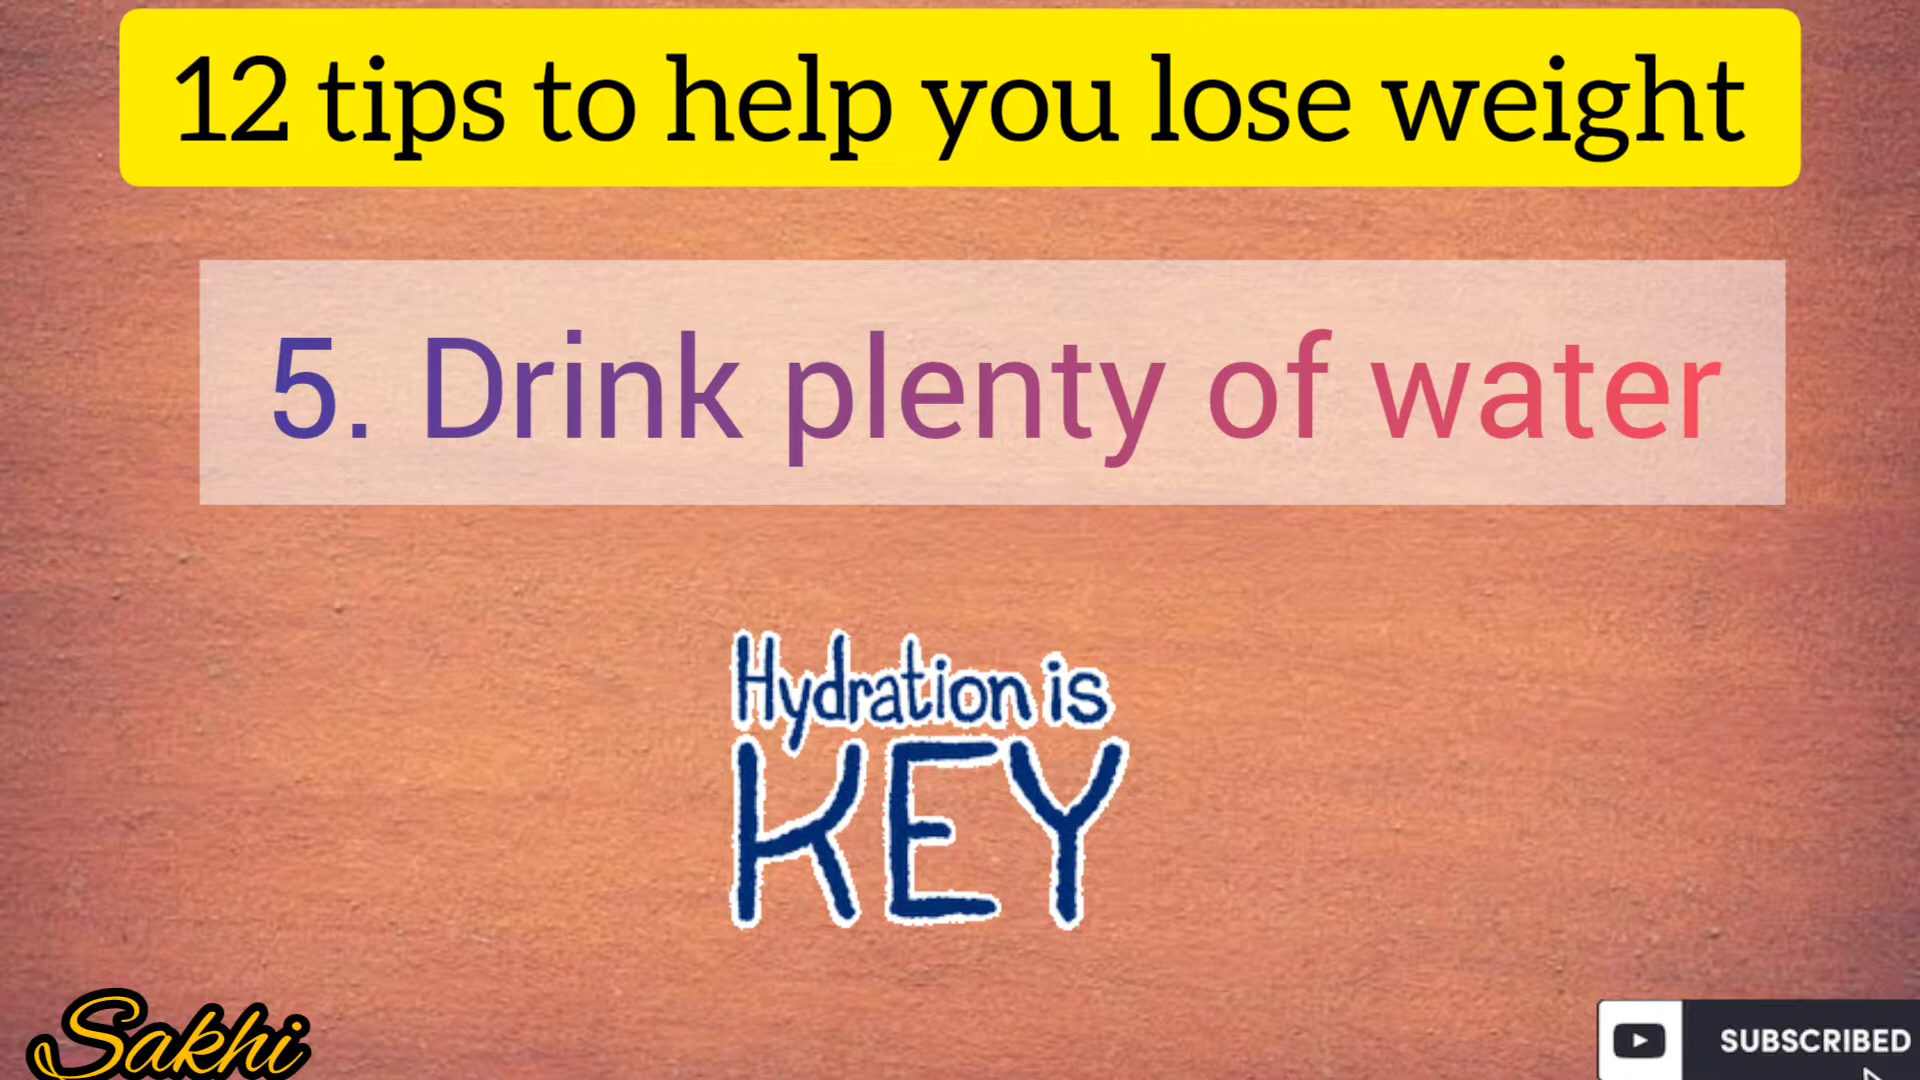 12 tips to help you lose weight
5. Drink plenty of water
Hydration is
KEY
Sakhi
SUBSCRIBED